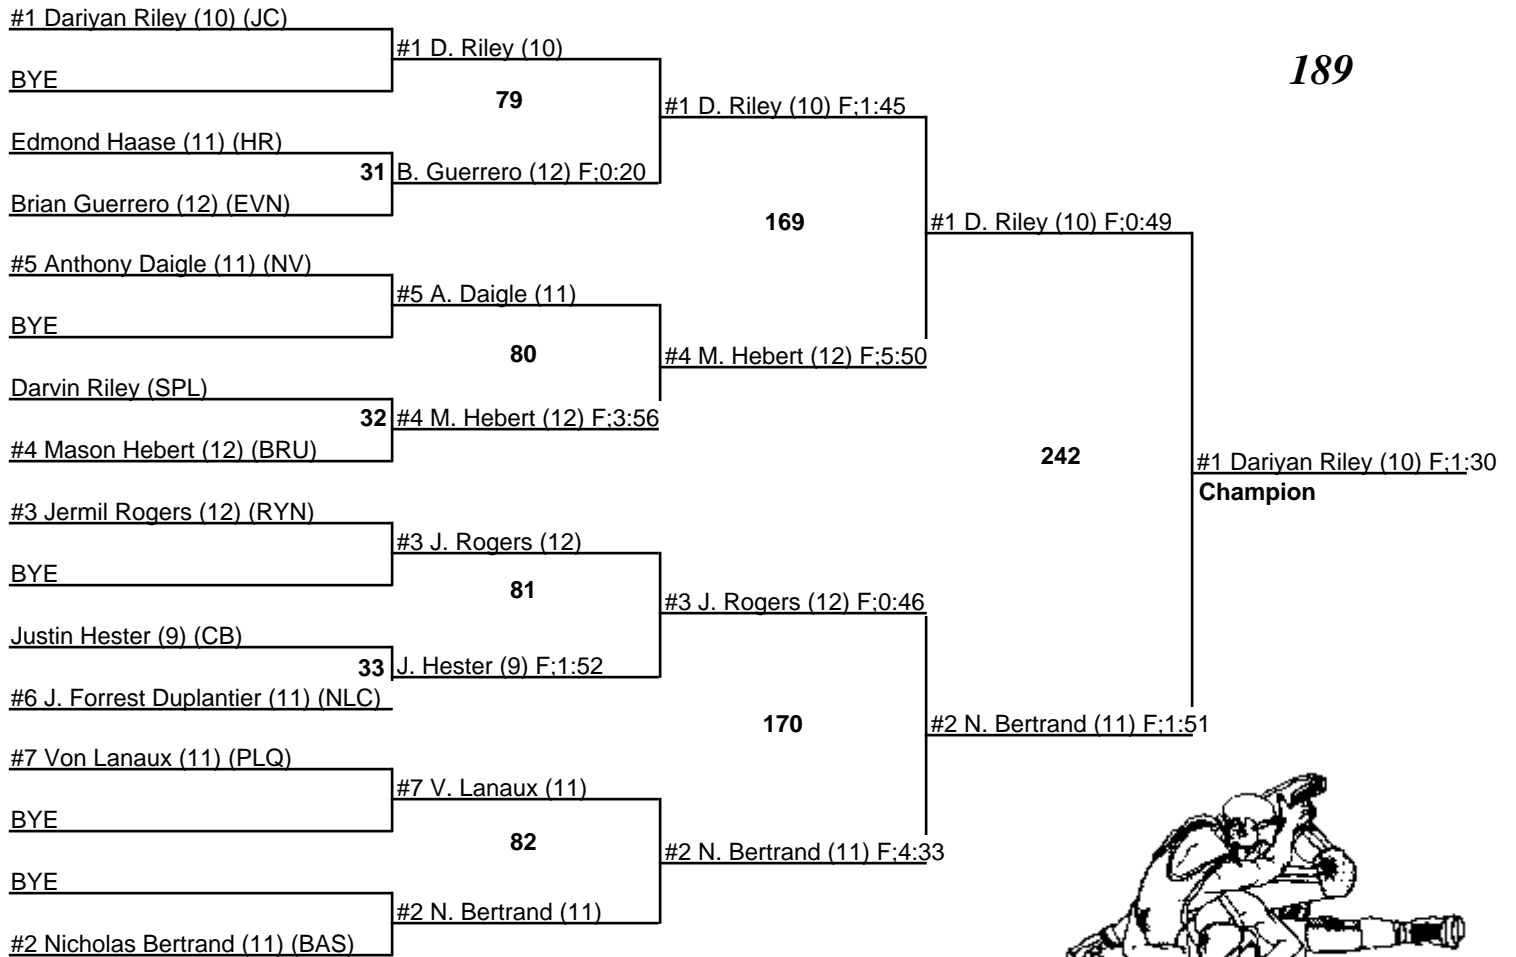 #1 Dariyan Riley (10) (JC)
BYE
Edmond Haase (11) (HR)
31
Brian Guerrero (12) (EVN)
#5 Anthony Daigle (11) (NV)
BYE
Darvin Riley (SPL)
32
#4 Mason Hebert (12) (BRU)
#3 Jermil Rogers (12) (RYN)
BYE
Justin Hester (9) (CB)
33
#6 J. Forrest Duplantier (11) (NLC)
#7 Von Lanaux (11) (PLQ)
BYE
BYE
#2 Nicholas Bertrand (11) (BAS)
#1 D. Riley (10)
79
B. Guerrero (12) F;0:20
#5 A. Daigle (11)
80
#4 M. Hebert (12) F;3:56
#3 J. Rogers (12)
81
J. Hester (9) F;1:52
#7 V. Lanaux (11)
82
#2 N. Bertrand (11)
#1 D. Riley (10) F;1:45
169
#4 M. Hebert (12) F;5:50
#3 J. Rogers (12) F;0:46
170
#2 N. Bertrand (11) F;4:33
#1 D. Riley (10) F;0:49
242
#2 N. Bertrand (11) F;1:51
189
#1 Dariyan Riley (10) F;1:30
Champion